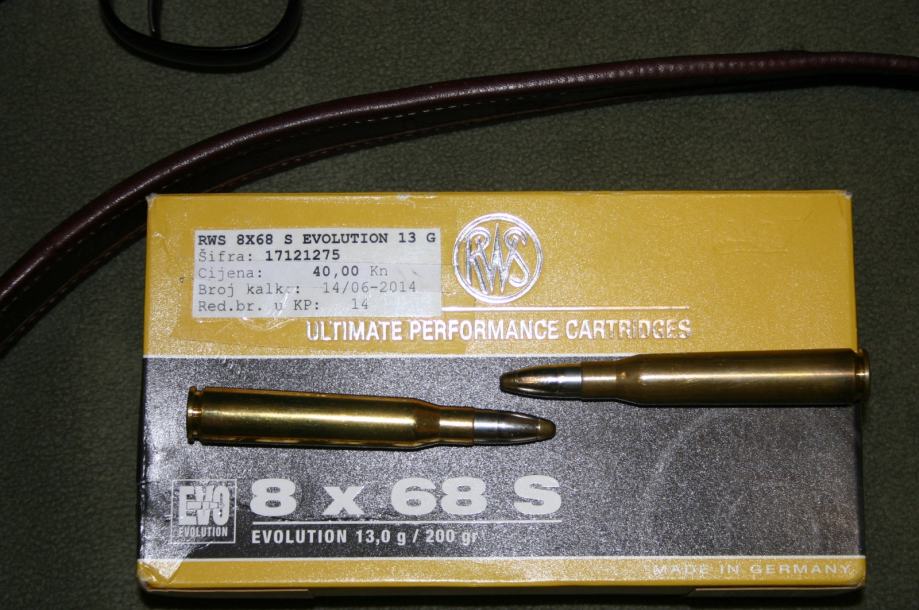 RWS 8X68 S EVOLUTION 13 G
Šifra: 17121275
Cijena: 40,00 Kn
Broj kalk.: 14/06-2014
Red.br. u KP: 14
RWS
ULTIMATE PERFORMANCE CARTRIDGES
EVO
EVOLUTION
8 x 68 S
EVOLUTION 13,0 g / 200 gr
MADE IN GERMANY